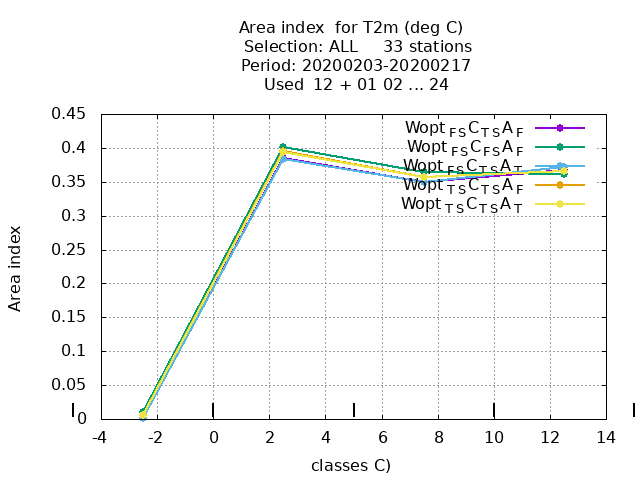 Area index  for T2m (deg C)
Selection: ALL     33 stations
Period: 20200203-20200217
Used  12 + 01 02 ... 24
0.45
0.4
0.35
0.3
0.25
0.2
0.15
0.1
0.05
0
Area index
Wopt FS C TS A F
Wopt FS C FS A F
Wopt FS C TS A T
Wopt TS C TS A F
Wopt TS C TS A T
-4 -2 0 2 4 6 8 10 12 14
classes C)